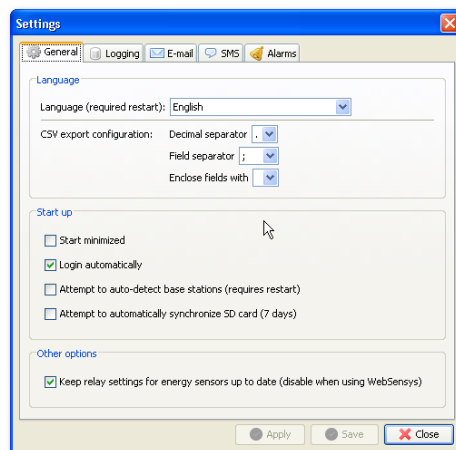 Settings
General Logging E-mail SMS Alarms
Language
Language (required restart): English
CSV export configuration: Decimal separator .
Field separator ;
Enclose fields with
Start up
Start minimized
Login automatically
Attempt to auto-detect base stations (requires restart)
Attempt to automatically synchronize SD card (7 days)
Other options
Keep relay settings for energy sensors up to date (disable when using WebSensys)
Apply Save Close